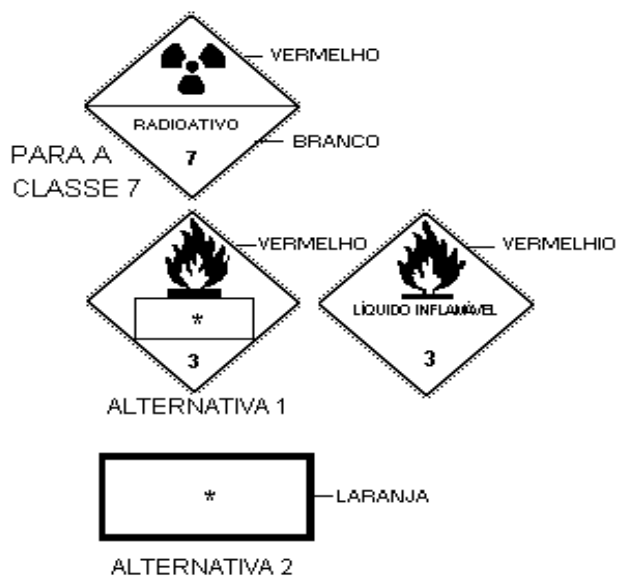 VERMELHO
RADIOATIVO
BRANCO
7
PARA A
CLASSE 7
VERMELHO
VERMELHIO
*
LÍQUIDO INFLAMÁVEL
3
3
ALTERNATIVA 1
*
LARANJA
ALTERNATIVA 2